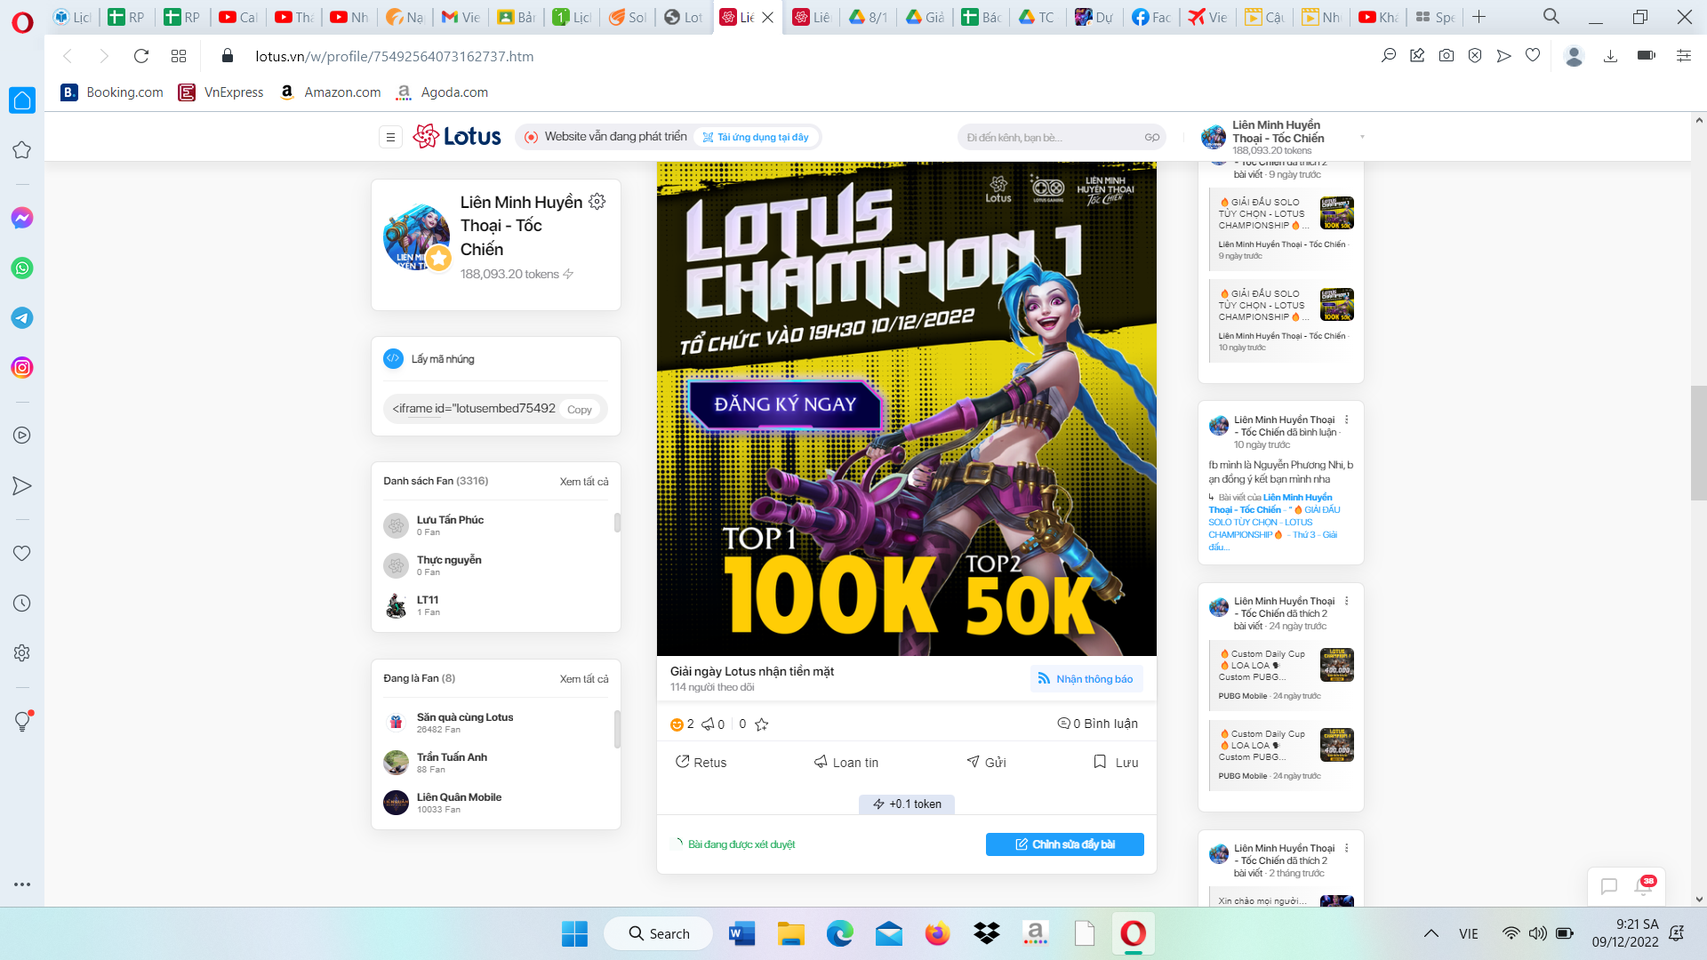 Lịcl
RP
RP
Cal
Thá
Nh
Nạ
Vie
Bản
Lịch
Sol
Lot
Liê
Liê
8/1
Giả
Bác
TC
Dự
Fac
Vie
Cậu
Nhi
Khá
Spe
lotus.vn/w/profile/75492564073162737.htm
Booking.com
VnExpress
Amazon.com
Agoda.com
Lotus
Website vẫn đang phát triển
Tải ứng dụng tại đây
Đi đến kênh, bạn bè...
Liên Minh Huyền
Thoại - Tốc Chiến
188,093.20 tokens
Liên Minh Huyền
Thoại - Tốc
Chiến
188,093.20 tokens
Lấy mã nhúng
<iframe id="lotusembed75492
Copy
Danh sách Fan (3316)
Xem tất cả
Lưu Tấn Phúc
0 Fan
Thực nguyễn
0 Fan
LT11
1 Fan
Đang là Fan (8)
Xem tất cả
Săn quà cùng Lotus
26482 Fan
Trần Tuấn Anh
88 Fan
Liên Quân Mobile
10033 Fan
Lotus
LOTUS GAMING
LIÊN MINH
HUYỀN THOẠI
TỐC CHIẾN
LOTUS
CHAMPION 1
TỔ CHỨC VÀO 19H30 10/12/2022
ĐĂNG KÝ NGAY
TOP1
100K
TOP2
50K
Giải ngày Lotus nhận tiền mặt
114 người theo dõi
Nhận thông báo
2
0
0
0 Bình luận
Retus
Loan tin
Gửi
Lưu
+0.1 token
Bài đang được xét duyệt
Chỉnh sửa đẩy bài
- Tốc Chiến đã thích 2
bài viết · 9 ngày trước
🔥GIẢI ĐẤU SOLO
TÙY CHỌN - LOTUS
CHAMPIONSHIP🔥...
Liên Minh Huyền Thoại - Tốc Chiến ·
9 ngày trước
🔥GIẢI ĐẤU SOLO
TÙY CHỌN - LOTUS
CHAMPIONSHIP🔥...
Liên Minh Huyền Thoại - Tốc Chiến ·
10 ngày trước
Liên Minh Huyền Thoại
- Tốc Chiến đã bình luận ·
10 ngày trước
fb mình là Nguyễn Phương Nhi, b
ạn đồng ý kết bạn mình nha
Bài viết của Liên Minh Huyền
Thoại - Tốc Chiến - "🔥GIẢI ĐẤU
SOLO TÙY CHỌN - LOTUS
CHAMPIONSHIP🔥 - Thứ 3 - Giải
đấu...
Liên Minh Huyền Thoại
- Tốc Chiến đã thích 2
bài viết · 24 ngày trước
🔥Custom Daily Cup
🔥LOA LOA🗣
Custom PUBG...
PUBG Mobile · 24 ngày trước
🔥Custom Daily Cup
🔥LOA LOA🗣
Custom PUBG...
PUBG Mobile · 24 ngày trước
Liên Minh Huyền Thoại
- Tốc Chiến đã thích 2
bài viết · 2 tháng trước
Xin chào mọi người...
38
Search
VIE
9:21 SA
09/12/2022